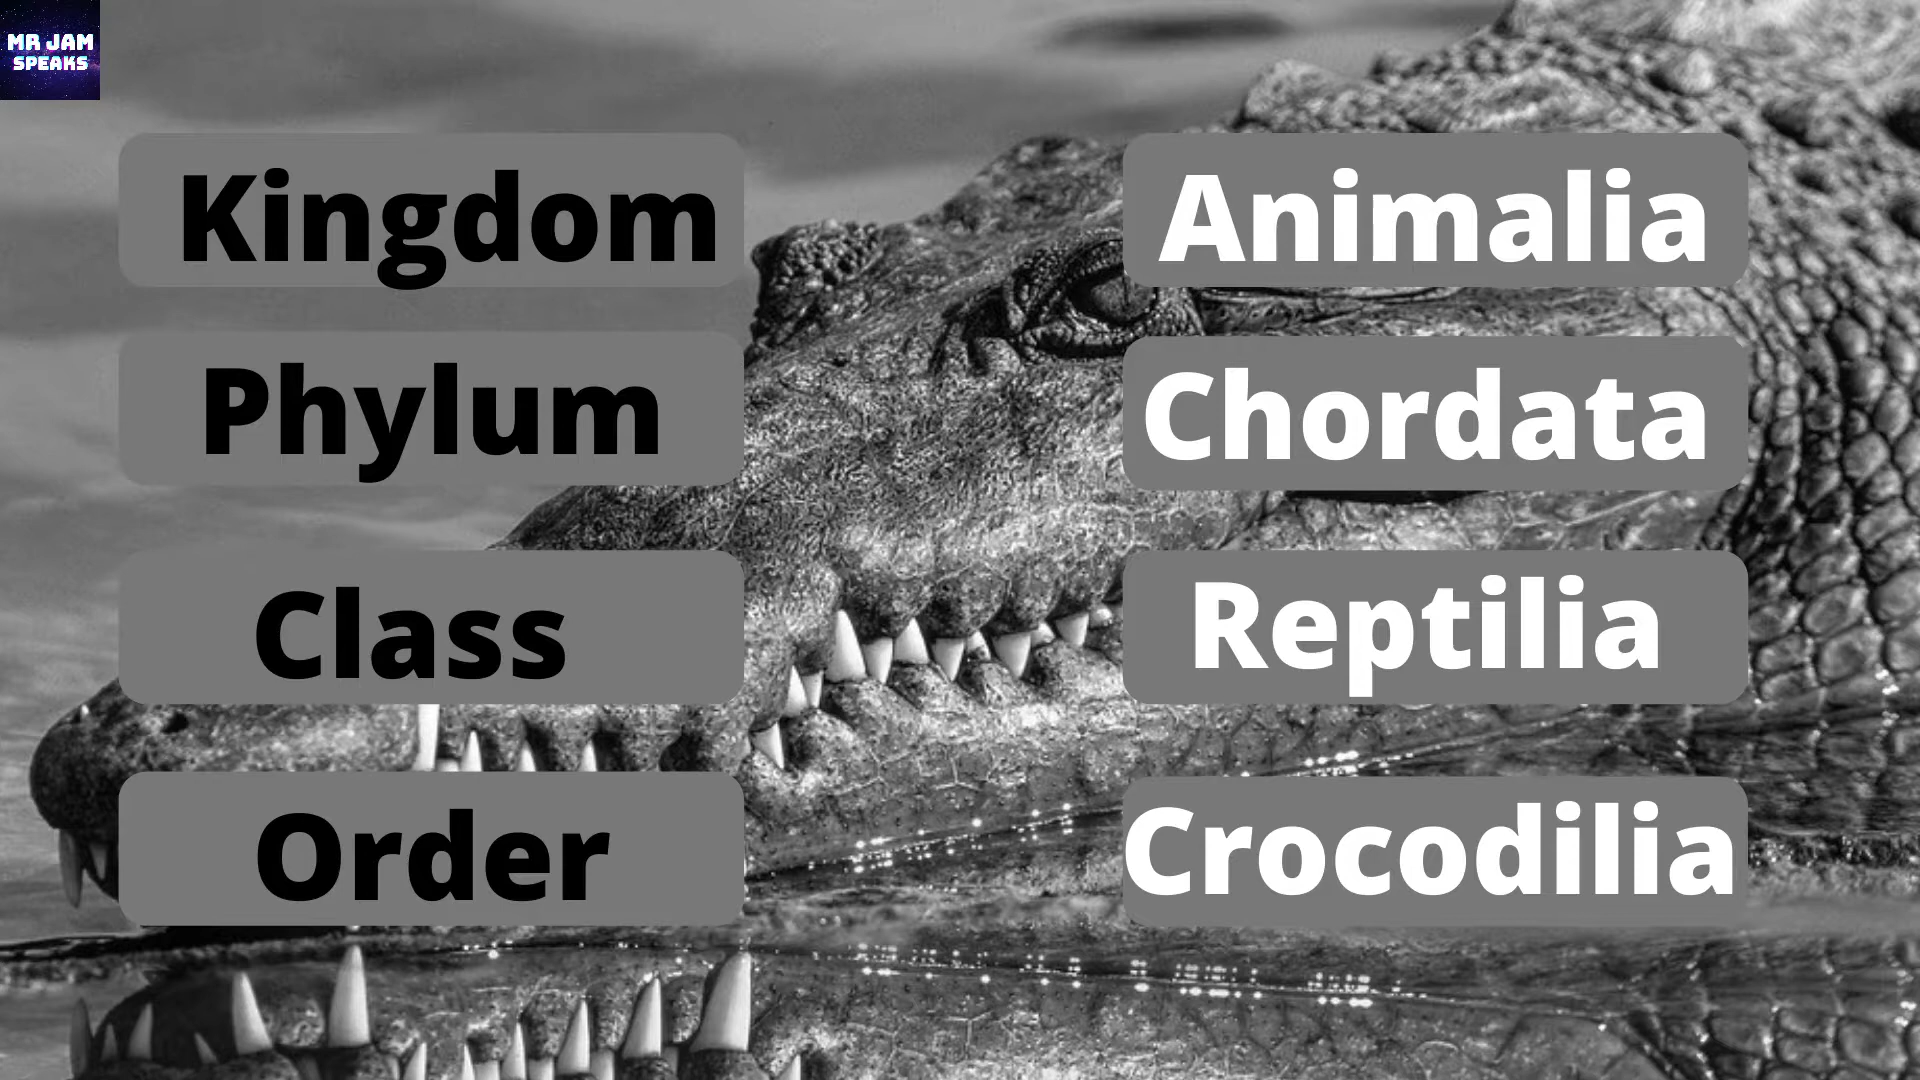 MR JAM
SPEAKS
Kingdom
Animalia
Phylum
Chordata
Class
Reptilia
Order
Crocodilia